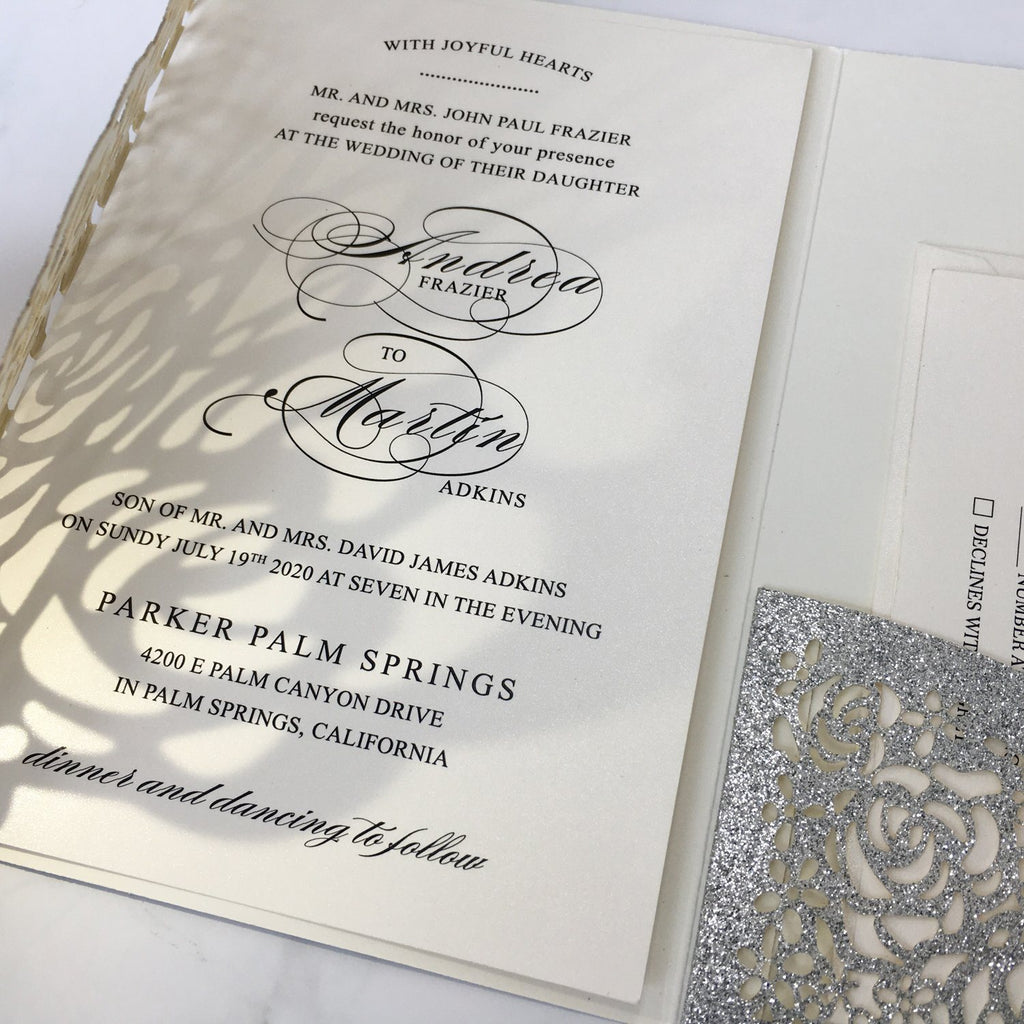 WITH JOYFUL HEARTS
MR. AND MRS. JOHN PAUL FRAZIER
request the honor of your presence
AT THE WEDDING OF THEIR DAUGHTER
Andrea
FRAZIER
TO
Martin
ADKINS
SON OF MR. AND MRS. DAVID JAMES ADKINS
ON SUNDY JULY 19TH 2020 AT SEVEN IN THE EVENING
PARKER PALM SPRINGS
4200 E PALM CANYON DRIVE
IN PALM SPRINGS, CALIFORNIA
dinner and dancing to follow
NUMBER
DECLINES